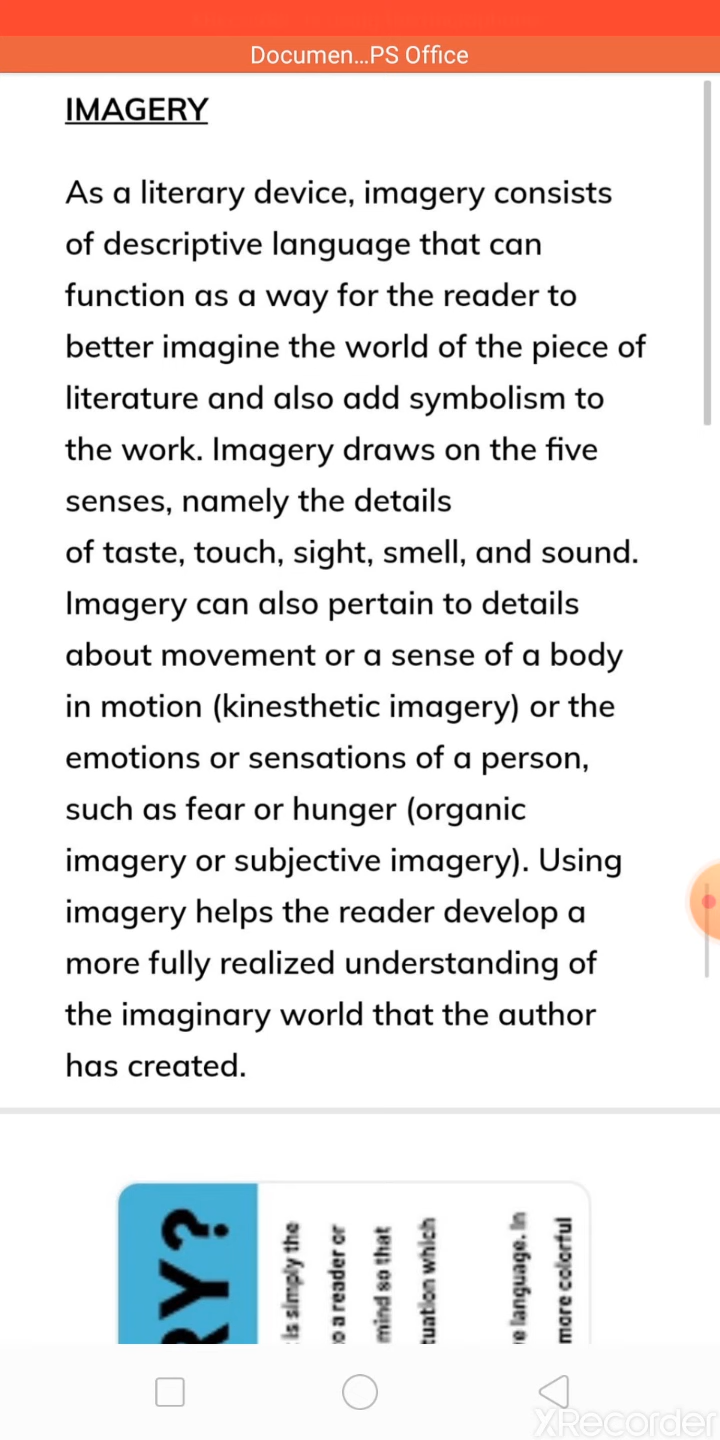 Documen...PS Office
IMAGERY
As a literary device, imagery consists
of descriptive language that can
function as a way for the reader to
better imagine the world of the piece of
literature and also add symbolism to
the work. Imagery draws on the five
senses, namely the details
of taste, touch, sight, smell, and sound.
Imagery can also pertain to details
about movement or a sense of a body
in motion (kinesthetic imagery) or the
emotions or sensations of a person,
such as fear or hunger (organic
imagery or subjective imagery). Using
imagery helps the reader develop a
more fully realized understanding of
the imaginary world that the author
has created.
RY?
is simply the
o a reader or
mind so that
tuation which
e language. In
more colorful
XRecorder